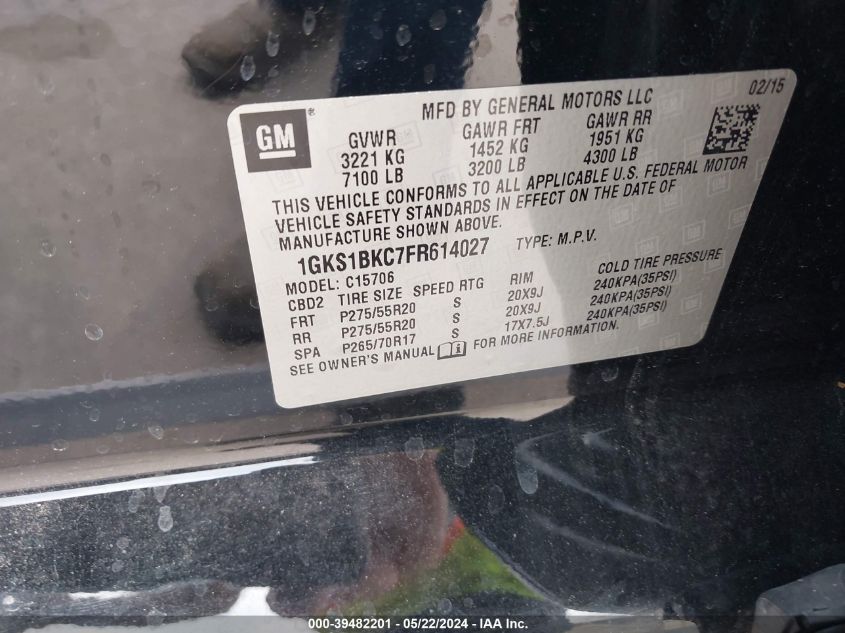 GM
®
MFD BY GENERAL MOTORS LLC
02/15
GVWR GAWR FRT GAWR RR
3221 KG 1452 KG 1951 KG
7100 LB 3200 LB 4300 LB
THIS VEHICLE CONFORMS TO ALL APPLICABLE U.S. FEDERAL MOTOR
VEHICLE SAFETY STANDARDS IN EFFECT ON THE DATE OF
MANUFACTURE SHOWN ABOVE.
1GKS1BKC7FR614027 TYPE: M.P.V.
MODEL: C15706
CBD2 TIRE SIZE SPEED RTG RIM COLD TIRE PRESSURE
FRT P275/55R20 S 20X9J 240KPA(35PSI)
RR P275/55R20 S 20X9J 240KPA(35PSI)
SPA P265/70R17 S 17X7.5J 240KPA(35PSI)
SEE OWNER'S MANUAL FOR MORE INFORMATION.
000-39482201 - 05/22/2024 - IAA Inc.